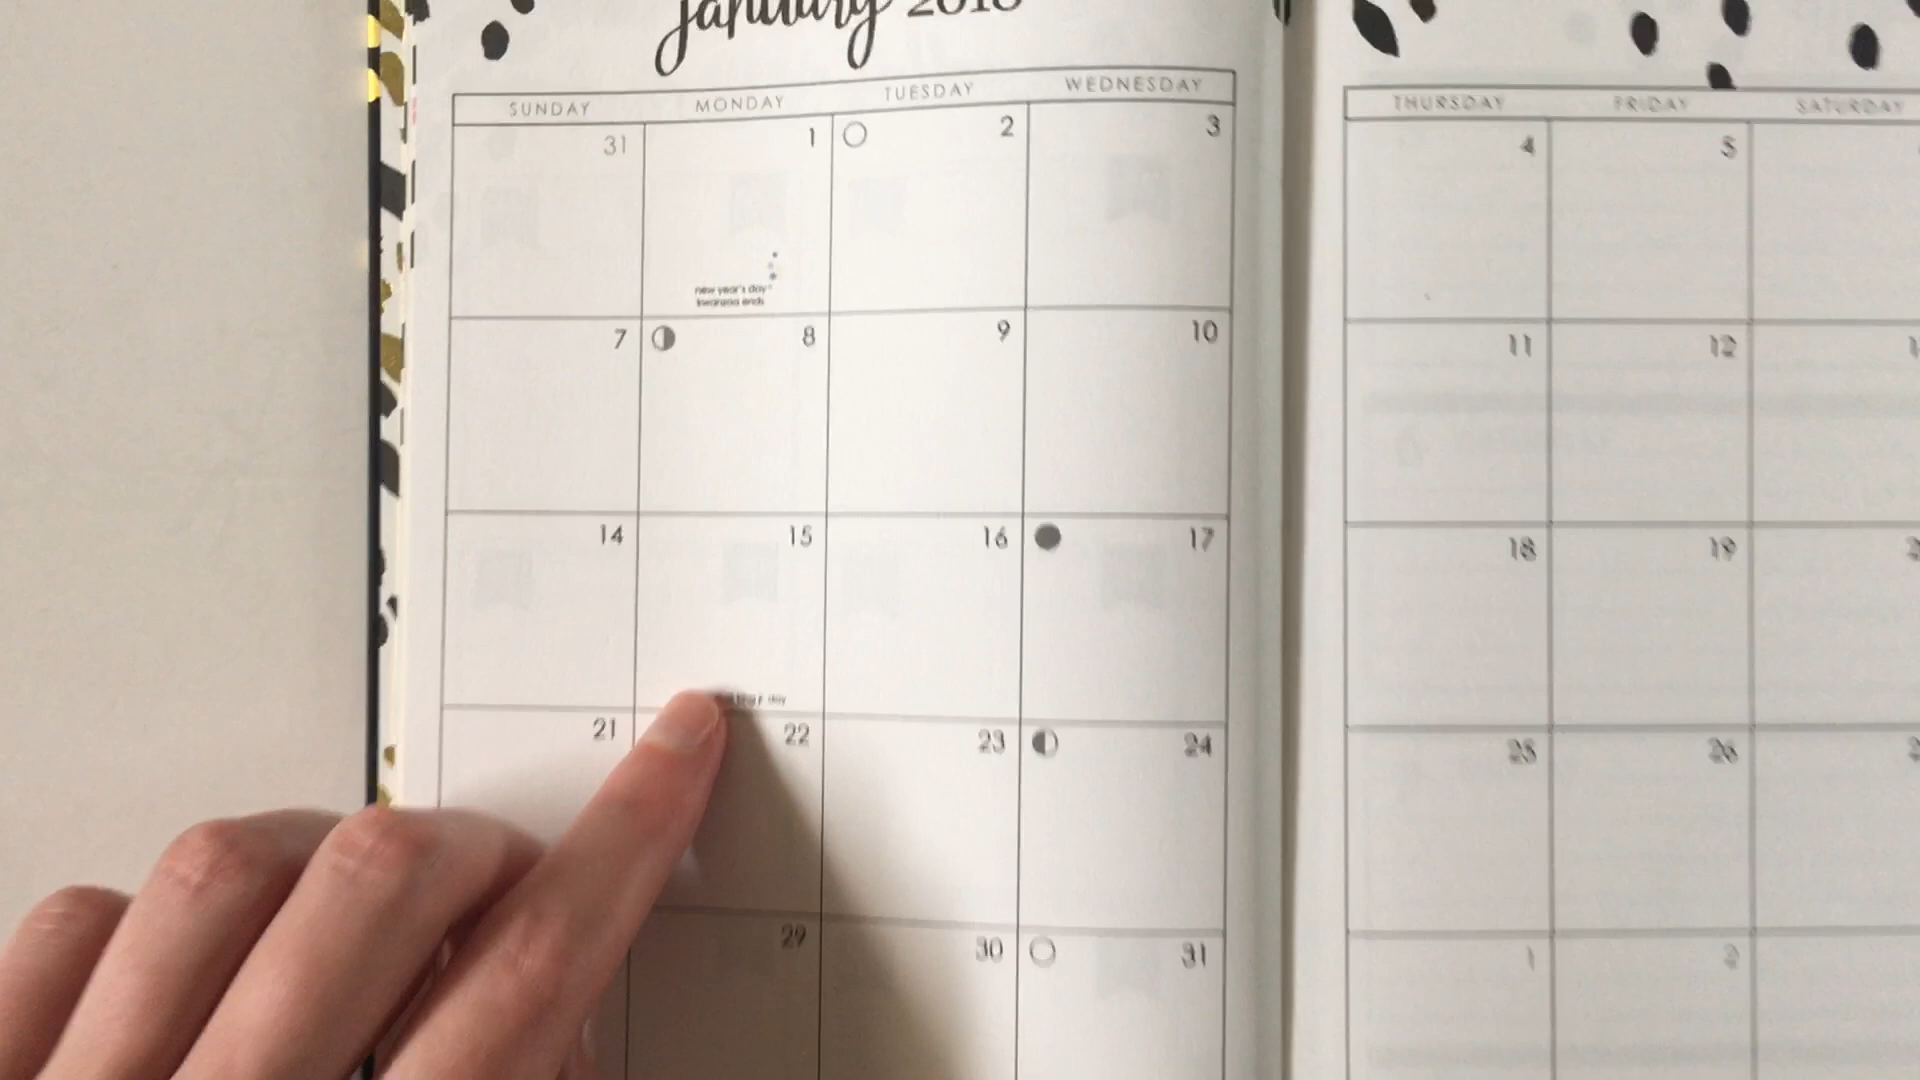 january 2018
SUNDAY MONDAY TUESDAY WEDNESDAY THURSDAY FRIDAY SATURDAY
31 1 2 3 4 5
new year's day
kwanzaa ends
7 8 9 10 11 12
14 15 16 17 18 19
day
21 22 23 24 25 26
29 30 31 1 2